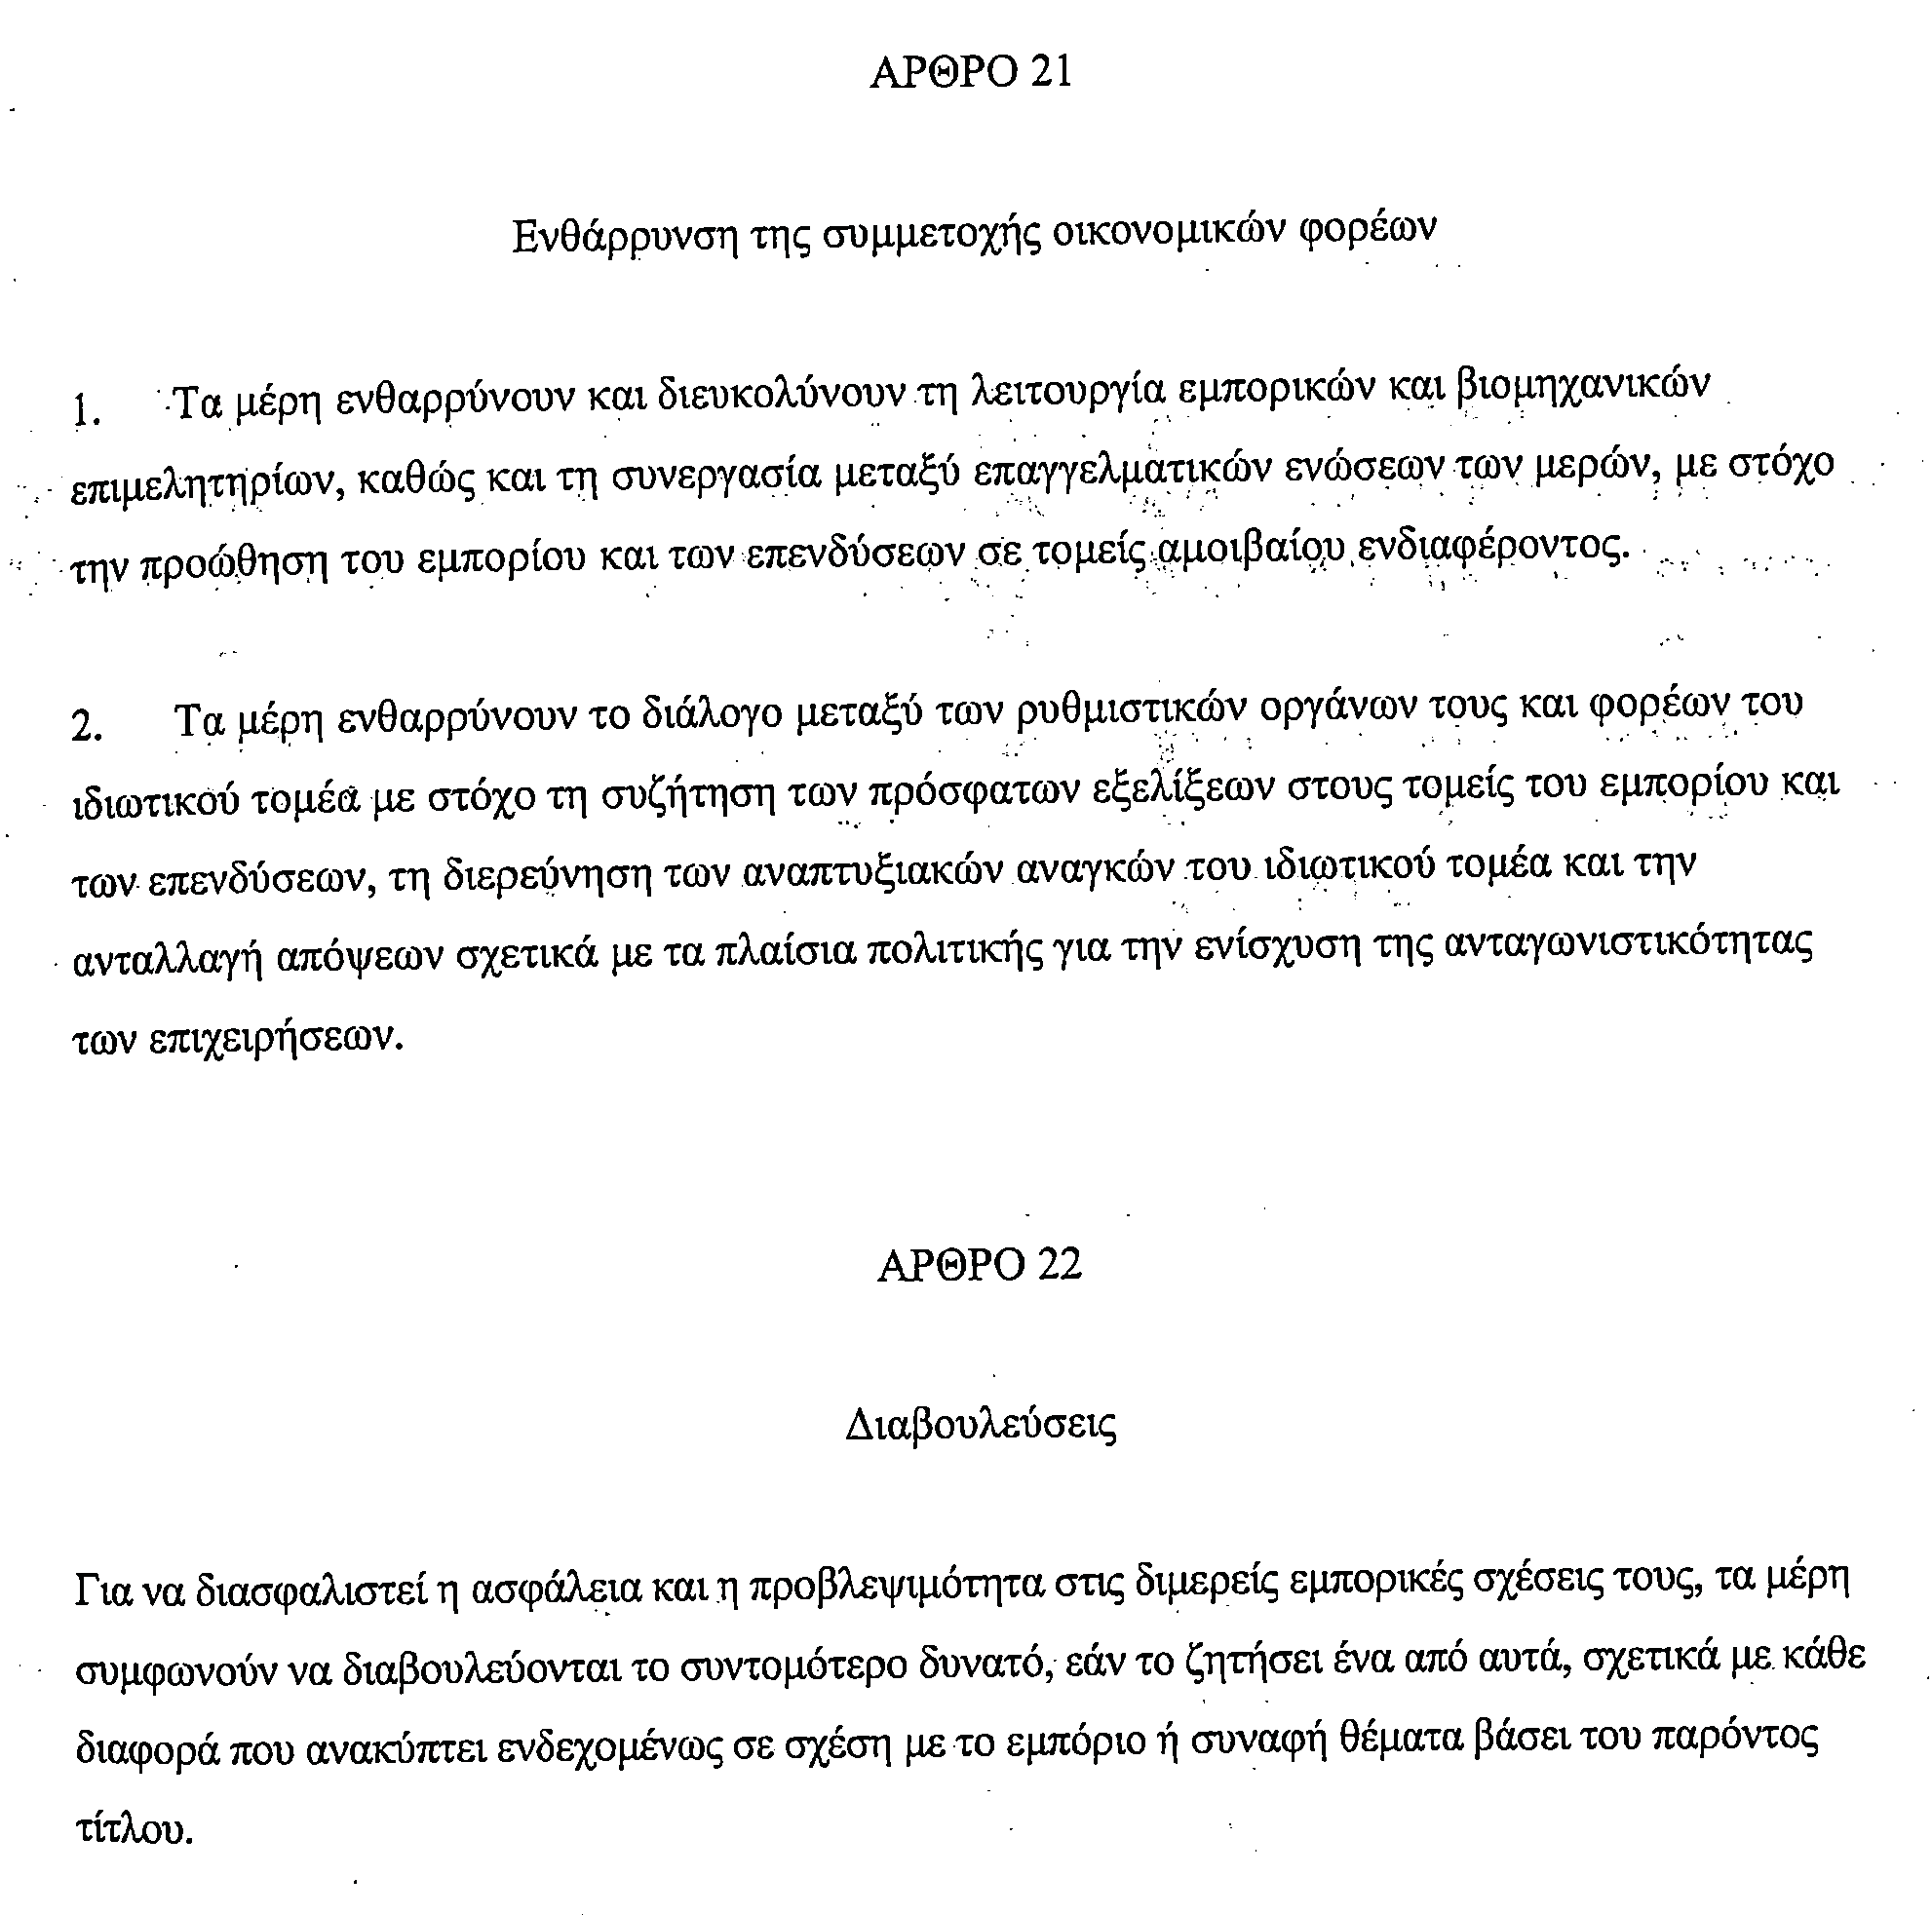 ΑΡΘΡΟ 21
Ενθάρρυνση της συμμετοχής οικονομικών φορέων
1. Τα μέρη ενθαρρύνουν και διευκολύνουν τη λειτουργία εμπορικών και βιομηχανικών
επιμελητηρίων, καθώς και τη συνεργασία μεταξύ επαγγελματικών ενώσεων των μερών, με στόχο
την προώθηση του εμπορίου και των επενδύσεων σε τομείς αμοιβαίου ενδιαφέροντος.
2. Τα μέρη ενθαρρύνουν το διάλογο μεταξύ των ρυθμιστικών οργάνων τους και φορέων του
ιδιωτικού τομέα με στόχο τη συζήτηση των πρόσφατων εξελίξεων στους τομείς του εμπορίου και
των επενδύσεων, τη διερεύνηση των αναπτυξιακών αναγκών του ιδιωτικού τομέα και την
ανταλλαγή απόψεων σχετικά με τα πλαίσια πολιτικής για την ενίσχυση της ανταγωνιστικότητας
των επιχειρήσεων.
ΑΡΘΡΟ 22
Διαβουλεύσεις
Για να διασφαλιστεί η ασφάλεια και η προβλεψιμότητα στις διμερείς εμπορικές σχέσεις τους, τα μέρη
συμφωνούν να διαβουλεύονται το συντομότερο δυνατό, εάν το ζητήσει ένα από αυτά, σχετικά με κάθε
διαφορά που ανακύπτει ενδεχομένως σε σχέση με το εμπόριο ή συναφή θέματα βάσει του παρόντος
τίτλου.